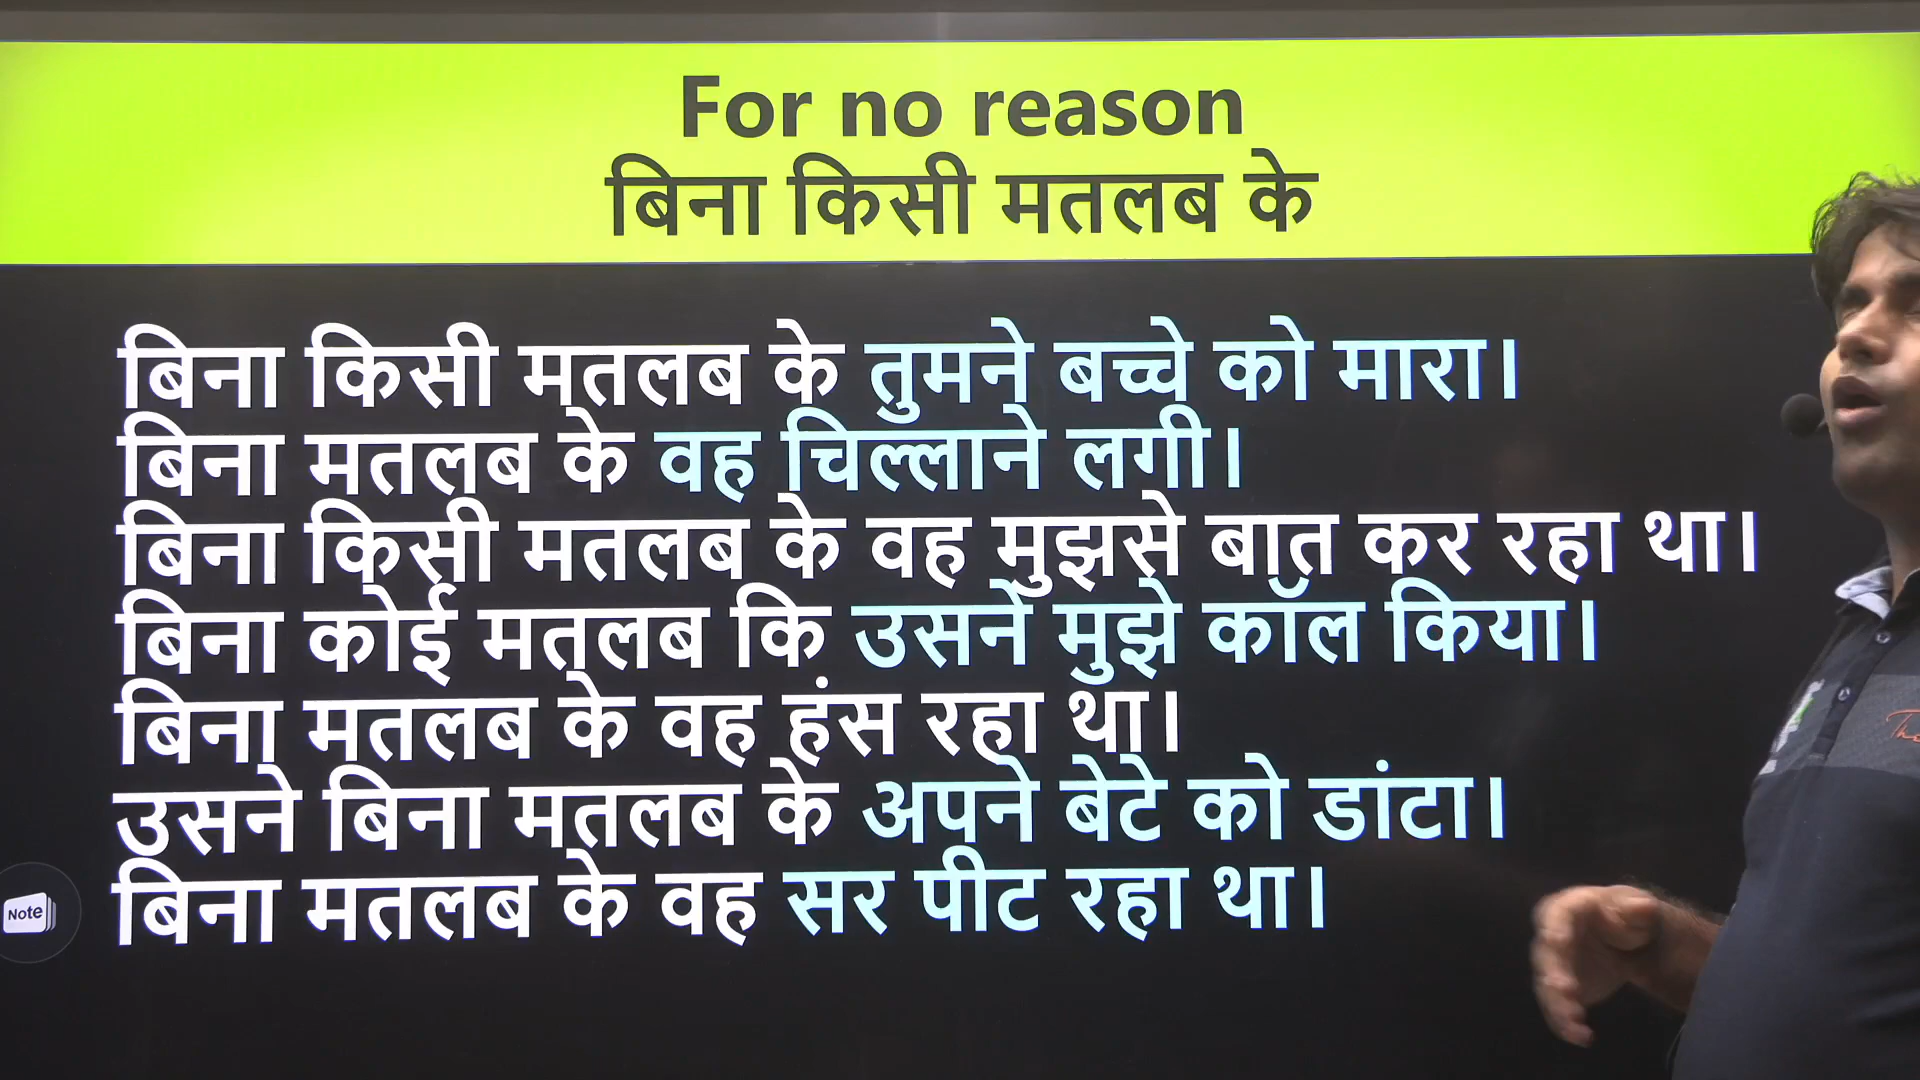 For no reason
बिना किसी मतलब के
बिना किसी मतलब के तुमने बच्चे को मारा।
बिना मतलब के वह चिल्लाने लगी।
बिना किसी मतलब के वह मुझसे बात कर रहा था।
बिना कोई मतलब कि उसने मुझे कॉल किया।
बिना मतलब के वह हंस रहा था।
उसने बिना मतलब के अपने बेटे को डांटा।
बिना मतलब के वह सर पीट रहा था।
Note